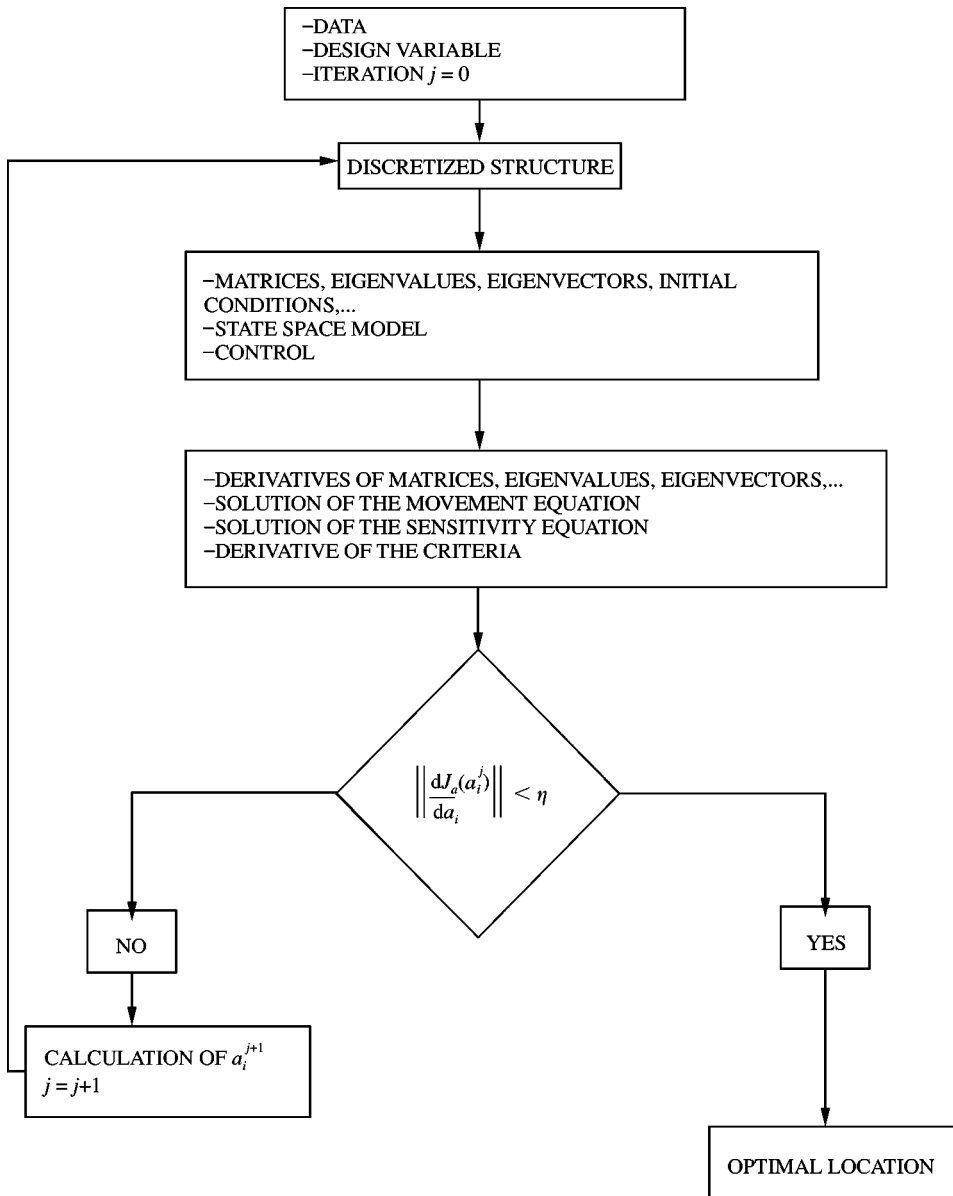 –DATA
–DESIGN VARIABLE
–ITERATION j = 0
DISCRETIZED STRUCTURE
–MATRICES, EIGENVALUES, EIGENVECTORS, INITIAL
CONDITIONS,...
–STATE SPACE MODEL
–CONTROL
–DERIVATIVES OF MATRICES, EIGENVALUES, EIGENVECTORS,...
–SOLUTION OF THE MOVEMENT EQUATION
–SOLUTION OF THE SENSITIVITY EQUATION
–DERIVATIVE OF THE CRITERIA
‖dJ_a(a_i^j)/da_i‖ < η
NO
YES
CALCULATION OF a_i^{j+1}
j = j+1
OPTIMAL LOCATION